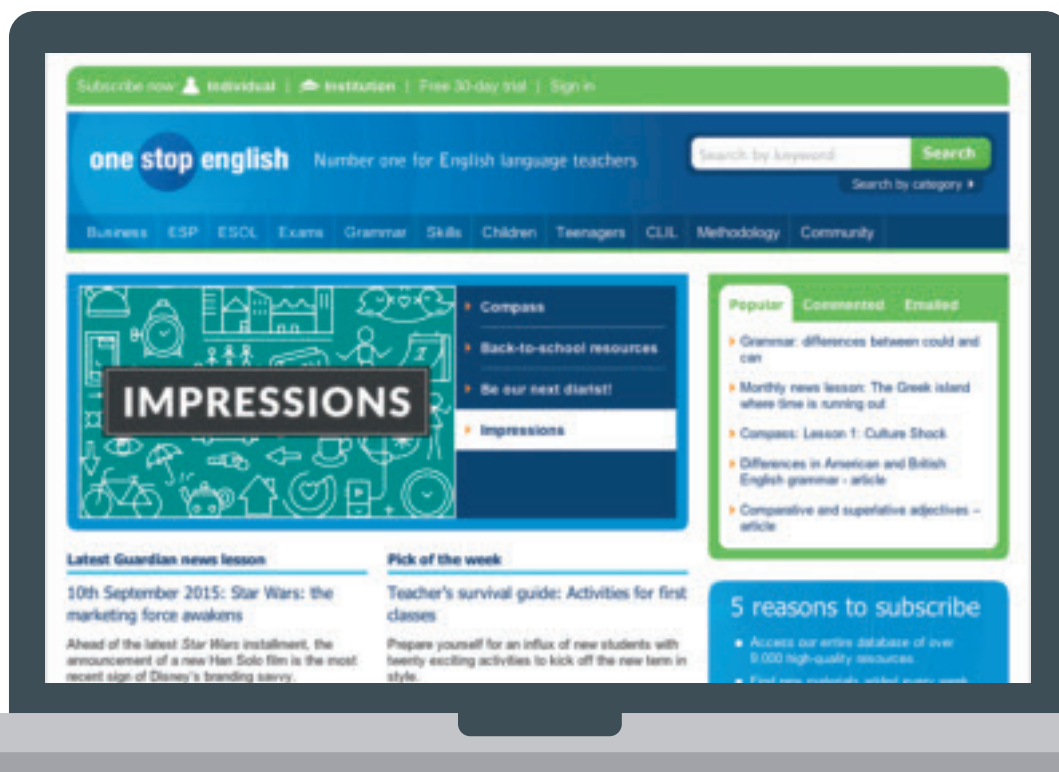 Subscribe now: Individual | Institution | Free 30-day trial | Sign in
one stop english
Number one for English language teachers
Search by keyword
Search
Search by category
Business ESP ESOL Exams Grammar Skills Children Teenagers CLIL Methodology Community
IMPRESSIONS
Compass
Back-to-school resources
Be our next diarist!
Impressions
Popular Commented Emailed
Grammar: differences between could and
can
Monthly news lesson: The Greek island
where time is running out
Compass: Lesson 1: Culture Shock
Differences in American and British
English grammar - article
Comparative and superlative adjectives –
article
Latest Guardian news lesson
10th September 2015: Star Wars: the
marketing force awakens
Ahead of the latest Star Wars installment, the
announcement of a new Han Solo film is the most
recent sign of Disney's branding savvy.
Pick of the week
Teacher's survival guide: Activities for first
classes
Prepare yourself for an influx of new students with
twenty exciting activities to kick off the new term in
style.
5 reasons to subscribe
Access our entire database of over
9,000 high-quality resources.
Find new materials added every week